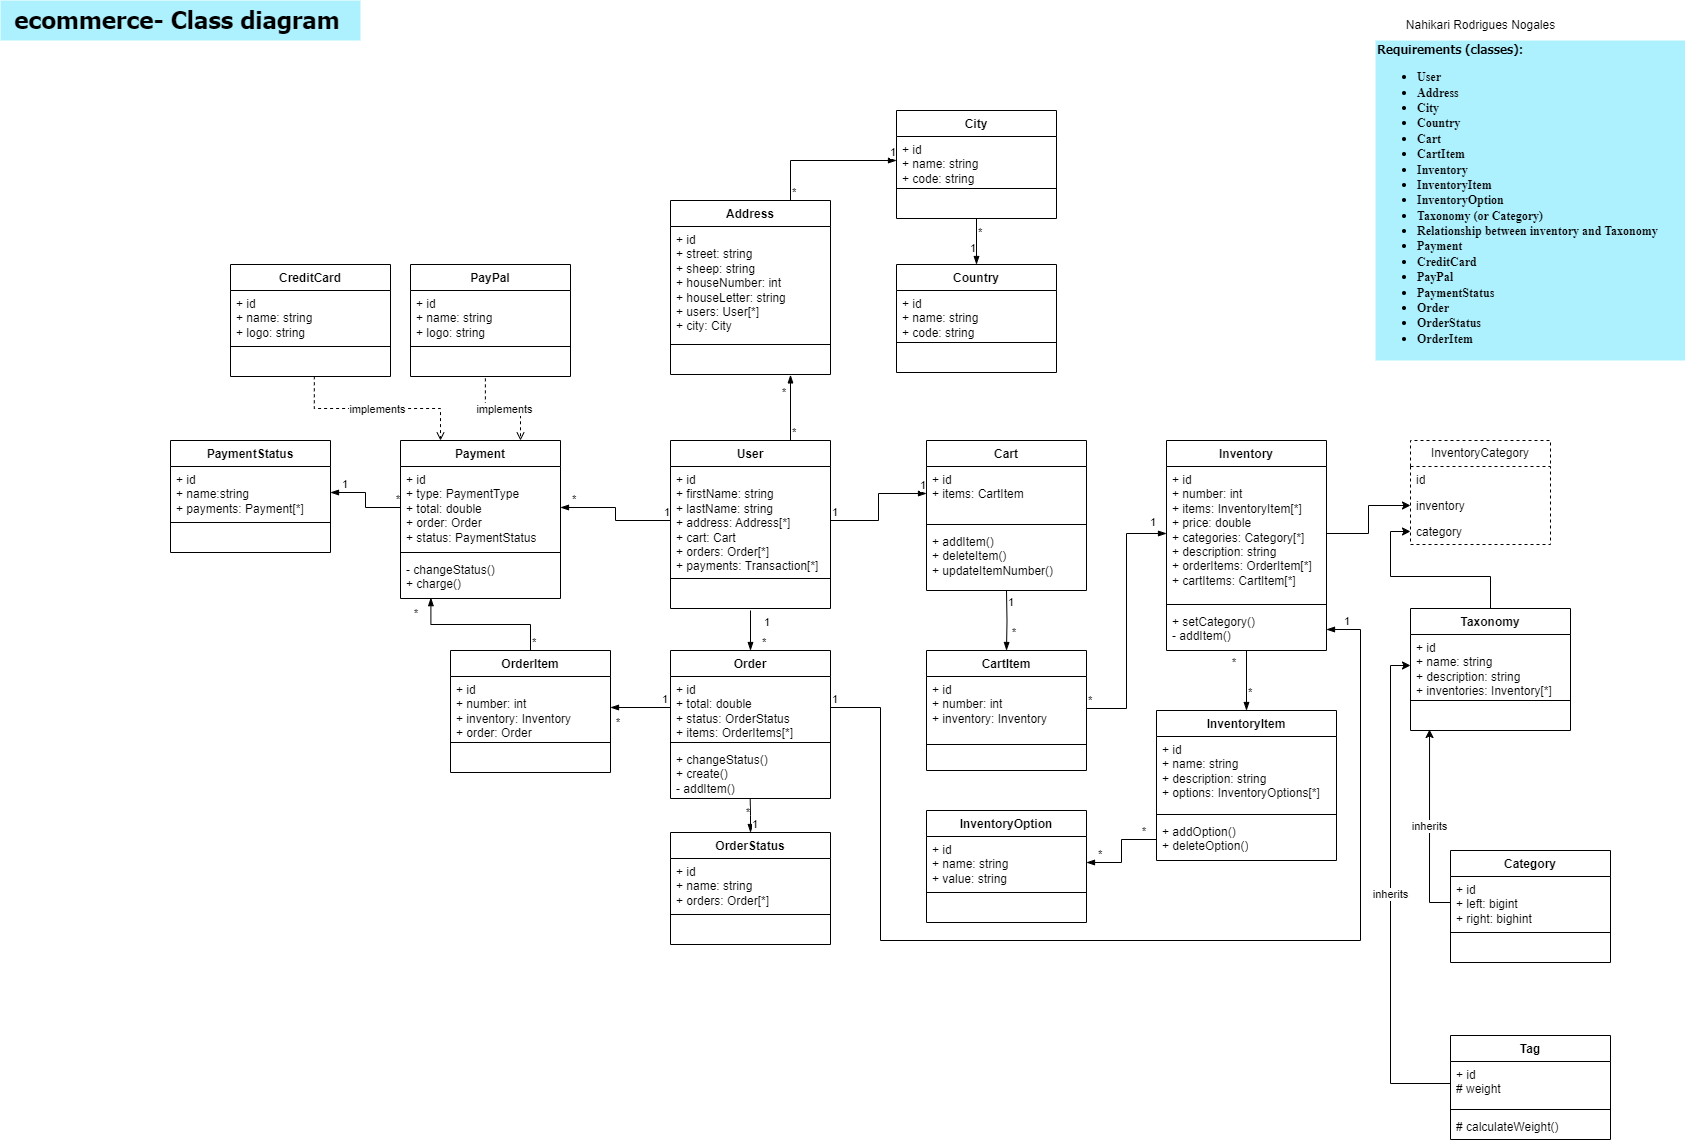 ecommerce- Class diagram
Nahikari Rodrigues Nogales
Requirements (classes):
User
Address
City
Country
Cart
CartItem
Inventory
InventoryItem
InventoryOption
Taxonomy (or Category)
Relationship between inventory and Taxonomy
Payment
CreditCard
PayPal
PaymentStatus
Order
OrderStatus
OrderItem
City
+ id
+ name: string
+ code: string
1
*
*
1
Address
+ id
+ street: string
+ sheep: string
+ houseNumber: int
+ houseLetter: string
+ users: User[*]
+ city: City
Country
+ id
+ name: string
+ code: string
CreditCard
+ id
+ name: string
+ logo: string
PayPal
+ id
+ name: string
+ logo: string
implements
implements
*
*
PaymentStatus
+ id
+ name:string
+ payments: Payment[*]
1
*
Payment
+ id
+ type: PaymentType
+ total: double
+ order: Order
+ status: PaymentStatus
- changeStatus()
+ charge()
*
1
User
+ id
+ firstName: string
+ lastName: string
+ address: Address[*]
+ cart: Cart
+ orders: Order[*]
+ payments: Transaction[*]
1
1
Cart
+ id
+ items: CartItem
+ addItem()
+ deleteItem()
+ updateItemNumber()
1
*
1
Inventory
+ id
+ number: int
+ items: InventoryItem[*]
+ price: double
+ categories: Category[*]
+ description: string
+ orderItems: OrderItem[*]
+ cartItems: CartItem[*]
+ setCategory()
- addItem()
1
*
*
InventoryCategory
id
inventory
category
Taxonomy
+ id
+ name: string
+ description: string
+ inventories: Inventory[*]
*
*
1
*
OrderItem
+ id
+ number: int
+ inventory: Inventory
+ order: Order
1
*
Order
+ id
+ total: double
+ status: OrderStatus
+ items: OrderItems[*]
+ changeStatus()
+ create()
- addItem()
1
*
1
CartItem
+ id
+ number: int
+ inventory: Inventory
*
InventoryItem
+ id
+ name: string
+ description: string
+ options: InventoryOptions[*]
+ addOption()
+ deleteOption()
*
*
InventoryOption
+ id
+ name: string
+ value: string
OrderStatus
+ id
+ name: string
+ orders: Order[*]
inherits
inherits
Category
+ id
+ left: bigint
+ right: bighint
Tag
+ id
# weight
# calculateWeight()